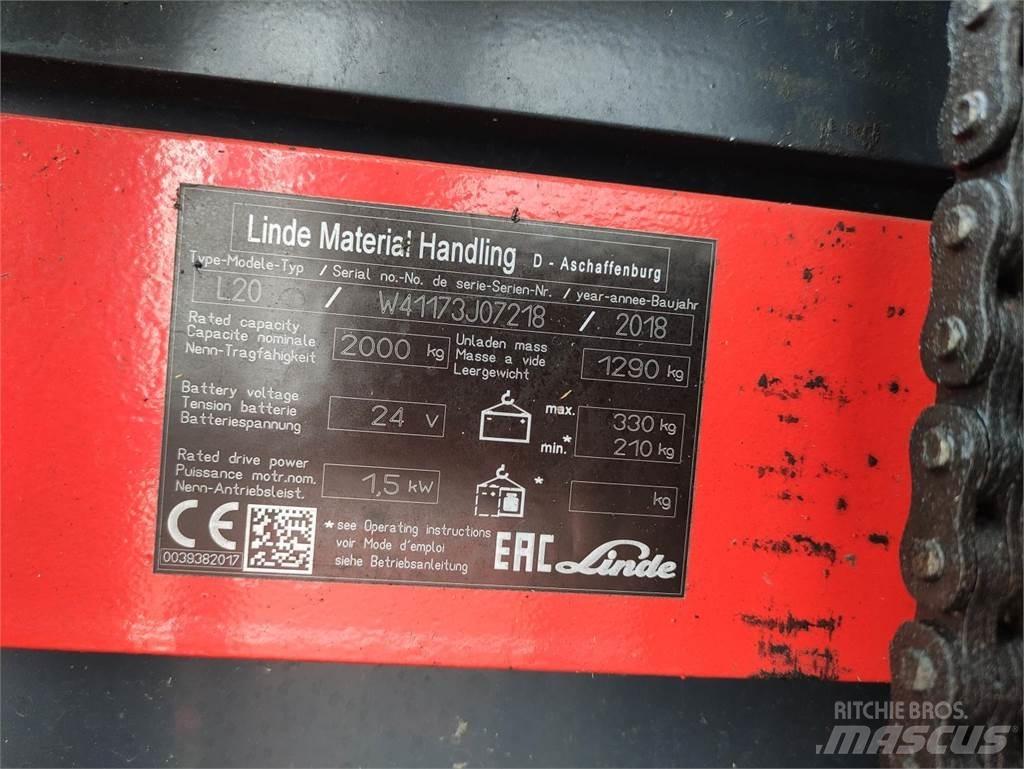 Linde Material Handling D - Aschaffenburg
Type-Modele-Typ / Serial no.-No. de serie-Serien-Nr. / year-annee-Baujahr
L20 / W41173J07218 / 2018
Rated capacity
Capacite nominale
Nenn-Tragfähigkeit
2000 kg
Unladen mass
Masse a vide
Leergewicht
1290 kg
Battery voltage
Tension batterie
Batteriespannung
24 V
max. 330 kg
min.* 210 kg
Rated drive power
Puissance motr.nom.
Nenn-Antriebsleist.
1,5 kW
* kg
CE
0039382017
*see Operating instructions
voir Mode d'emploi
siehe Betriebsanleitung
EAC Linde
RITCHIE BROS.
MASCUS